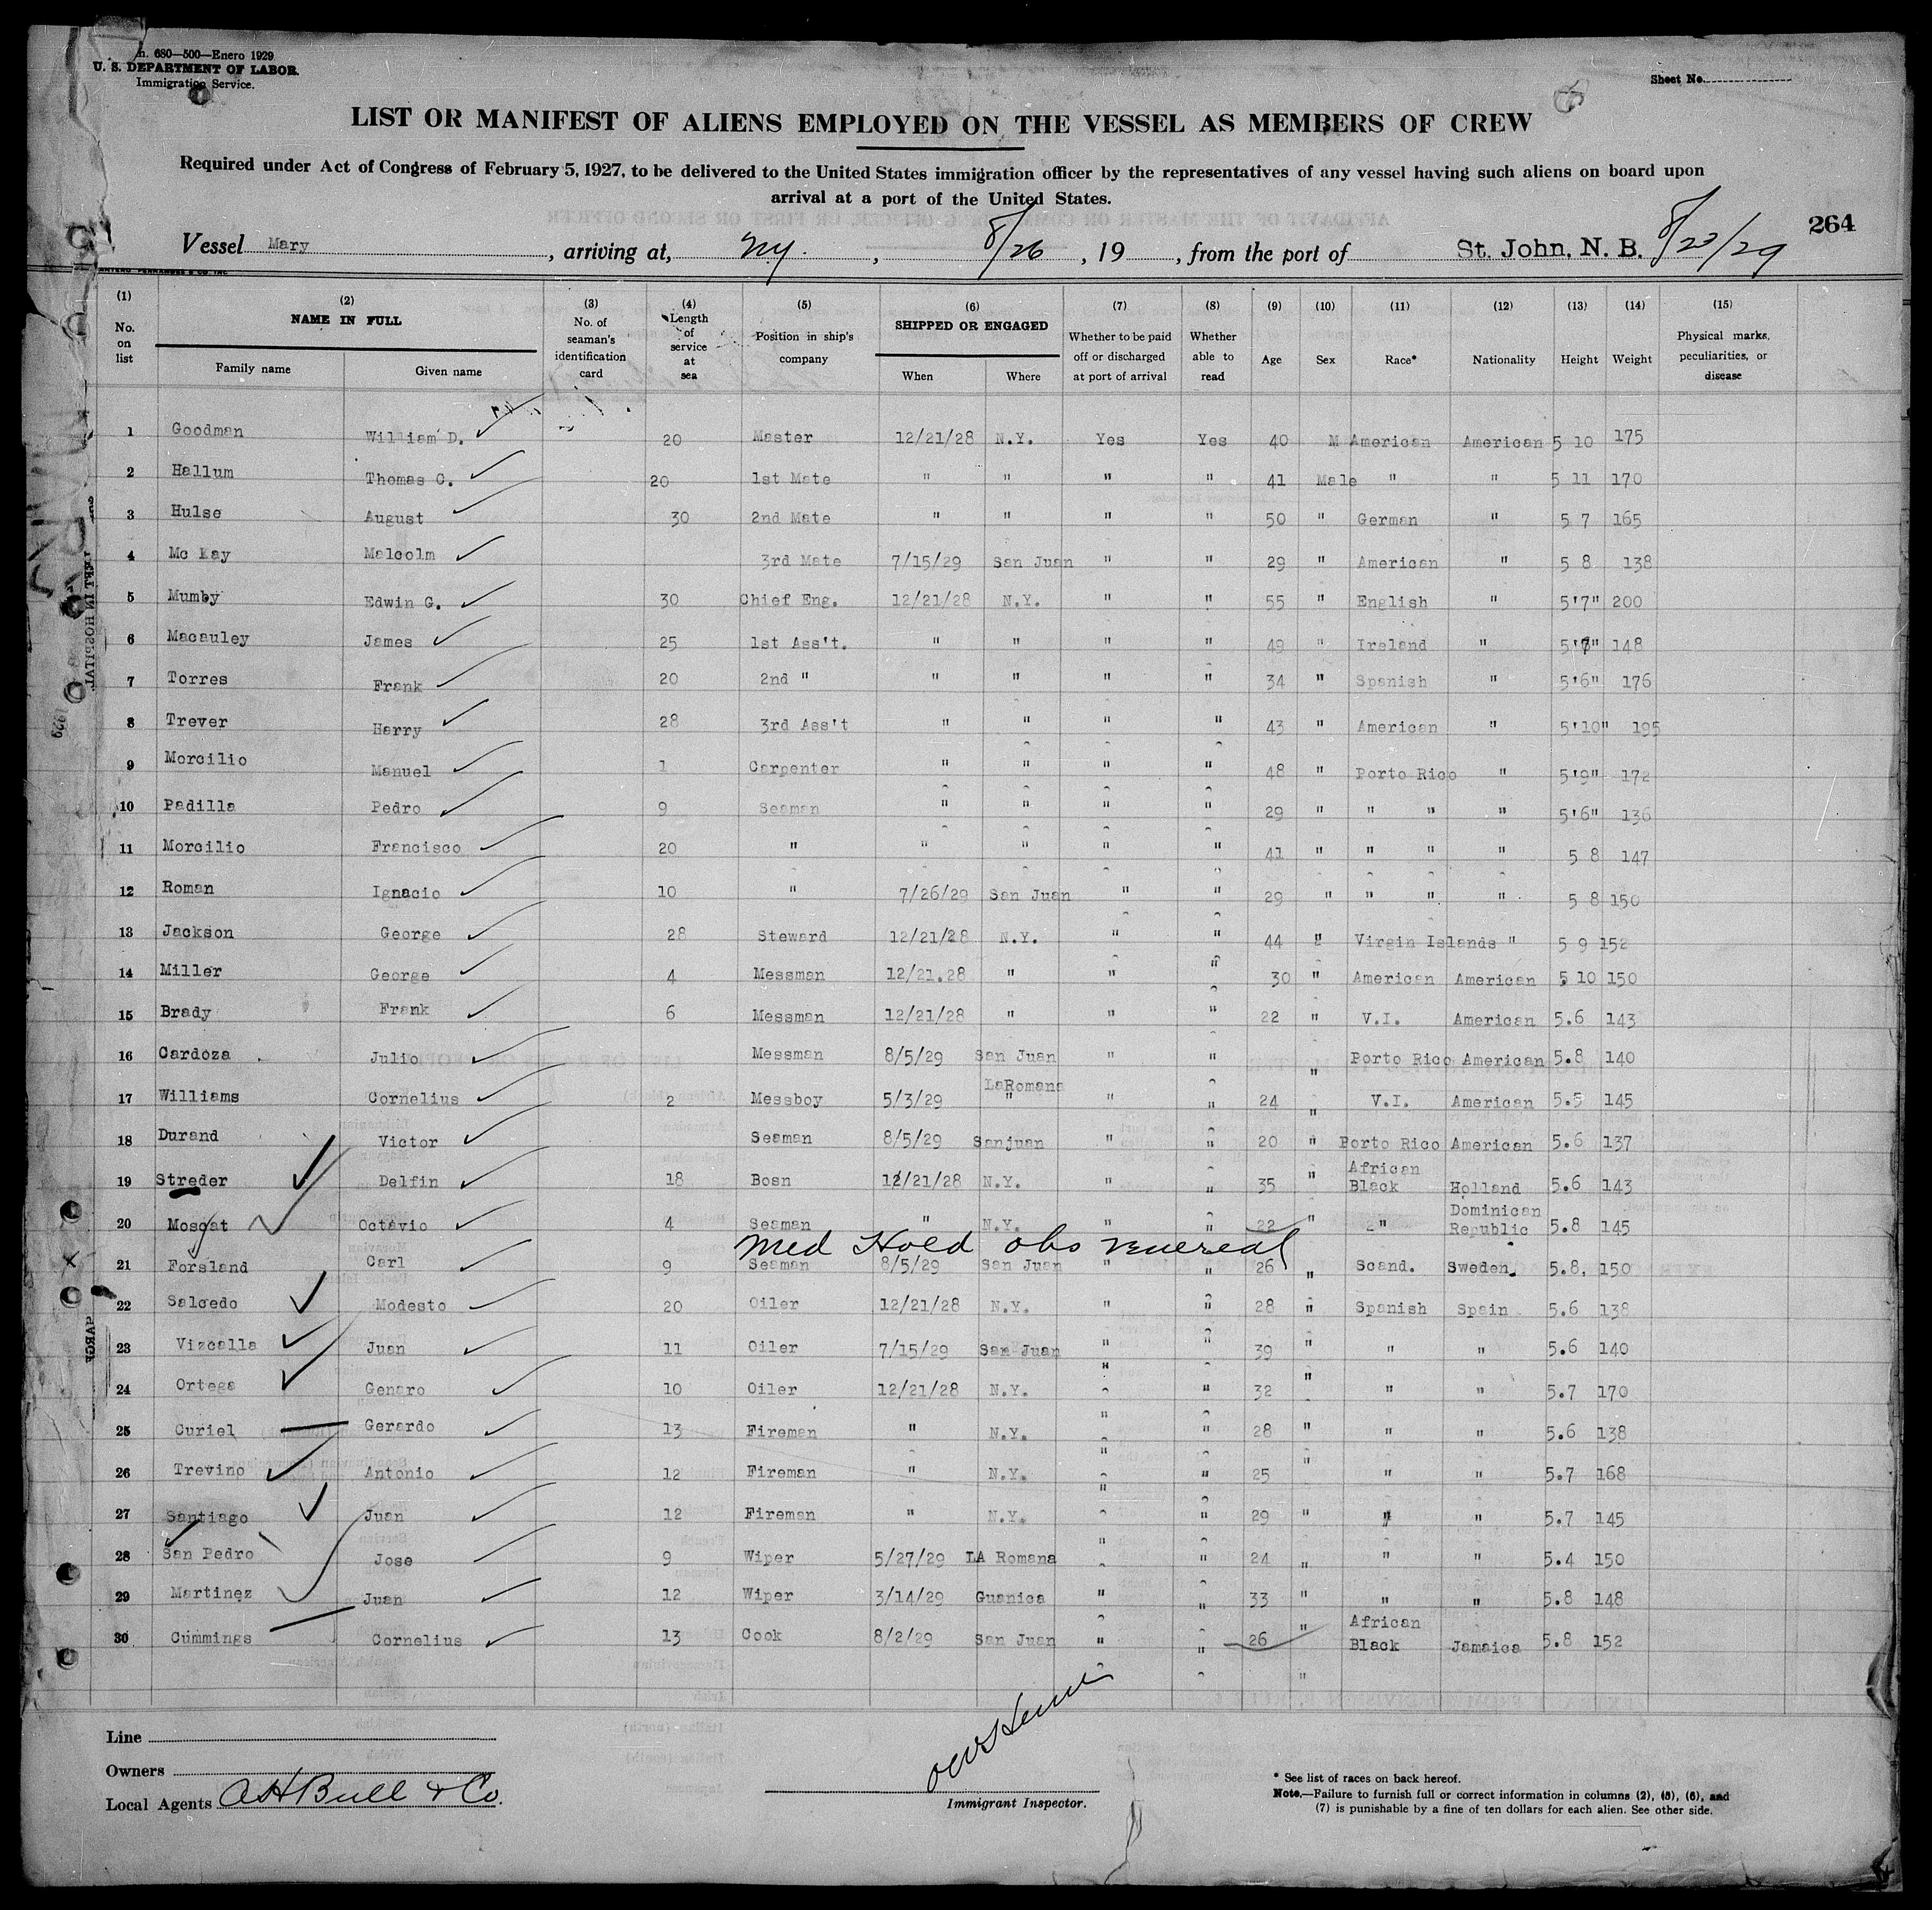 h. 680—500—Enero 1929
U. S. DEPARTMENT OF LABOR.
Immigration Service.
Sheet No.
LIST OR MANIFEST OF ALIENS EMPLOYED ON THE VESSEL AS MEMBERS OF CREW
Required under Act of Congress of February 5, 1927, to be delivered to the United States immigration officer by the representatives of any vessel having such aliens on board upon
arrival at a port of the United States.
264
Vessel Mary, arriving at, NY., 8/26, 19, from the port of St. John, N. B. 8/23/29
(1) No. on list (2) NAME IN FULL Family name Given name (3) No. of seaman's identification card (4) Length of service at sea (5) Position in ship's company (6) SHIPPED OR ENGAGED When Where (7) Whether to be paid off or discharged at port of arrival (8) Whether able to read (9) Age (10) Sex (11) Race* (12) Nationality (13) Height (14) Weight (15) Physical marks, peculiarities, or disease
1 Goodman William D. 20 Master 12/21/28 N.Y. Yes Yes 40 M American American 5 10 175
2 Hallum Thomas C. 20 1st Mate " " " " 41 Male " " 5 11 170
3 Hulse August 30 2nd Mate " " " " 50 " German " 5 7 165
4 Mc Kay Malcolm 3rd Mate 7/15/29 San Juan " " 29 " American " 5 8 138
5 Mumby Edwin G. 30 Chief Eng. 12/21/28 N.Y. " " 55 " English " 5'7" 200
6 Macauley James 25 1st Ass't. " " " " 49 " Ireland " 5'7" 148
7 Torres Frank 20 2nd " " " " " 34 " Spanish " 5'6" 176
8 Trever Harry 28 3rd Ass't " " " " 43 " American " 5'10" 195
9 Morcilio Manuel 1 Carpenter " " " " 48 " Porto Rico " 5'9" 172
10 Padilla Pedro 9 Seaman " " " " 29 " " " " 5'6" 136
11 Morcilio Francisco 20 " " " " " 41 " " " " 5 8 147
12 Roman Ignacio 10 " 7/26/29 San Juan " " 29 " " " " 5 8 150
13 Jackson George 28 Steward 12/21/28 N.Y. " " 44 " Virgin Islands " 5 9 152
14 Miller George 4 Messman 12/21.28 " " " 30 " American American 5 10 150
15 Brady Frank 6 Messman 12/21/28 " " " 22 " V.I. American 5.6 143
16 Cardoza Julio Messman 8/5/29 San Juan " " " Porto Rico American 5.8 140
17 Williams Cornelius 2 Messboy 5/3/29 LaRomana " " " 24 " V.I. American 5.5 145
18 Durand Victor Seaman 8/5/29 Sanjuan " " 20 " Porto Rico American 5.6 137
19 Streder Delfin 18 Bosn 12/21/28 N.Y. " " 35 " African Black Holland 5.6 143
20 Moscat Octavio 4 Seaman " N.Y. " " 22 " " Dominican Republic 5.8 145
Med Hold obs venereal
21 Forsland Carl 9 Seaman 8/5/29 San Juan " " 26 " Scand. Sweden. 5.8. 150
22 Salcedo Modesto 20 Oiler 12/21/28 N.Y. " " 28 " Spanish Spain 5.6 138
23 Vizcalla Juan 11 Oiler 7/15/29 San Juan " " 39 " " " 5.6 140
24 Ortega Genaro 10 Oiler 12/21/28 N.Y. " " 32 " " " 5.7 170
25 Curiel Gerardo 13 Fireman " N.Y. " " 28 " " " 5.6 138
26 Trevino Antonio 12 Fireman " N.Y. " " 25 " " " 5.7 168
27 Santiago Juan 12 Fireman " N.Y. " " 29 " " " 5.7 145
28 San Pedro Jose 9 Wiper 5/27/29 LA Romana " " 24 " " " 5.4 150
29 Martinez Juan 12 Wiper 3/14/29 Guanica " " 33 " " " 5.8 148
30 Cummings Cornelius 13 Cook 8/2/29 San Juan " " 26 " African Black Jamaica 5.8 152
Line
Owners
Local Agents A H Bull & Co.
Immigrant Inspector.
* See list of races on back hereof.
Note.—Failure to furnish full or correct information in columns (2), (5), (6), and
(7) is punishable by a fine of ten dollars for each alien. See other side.